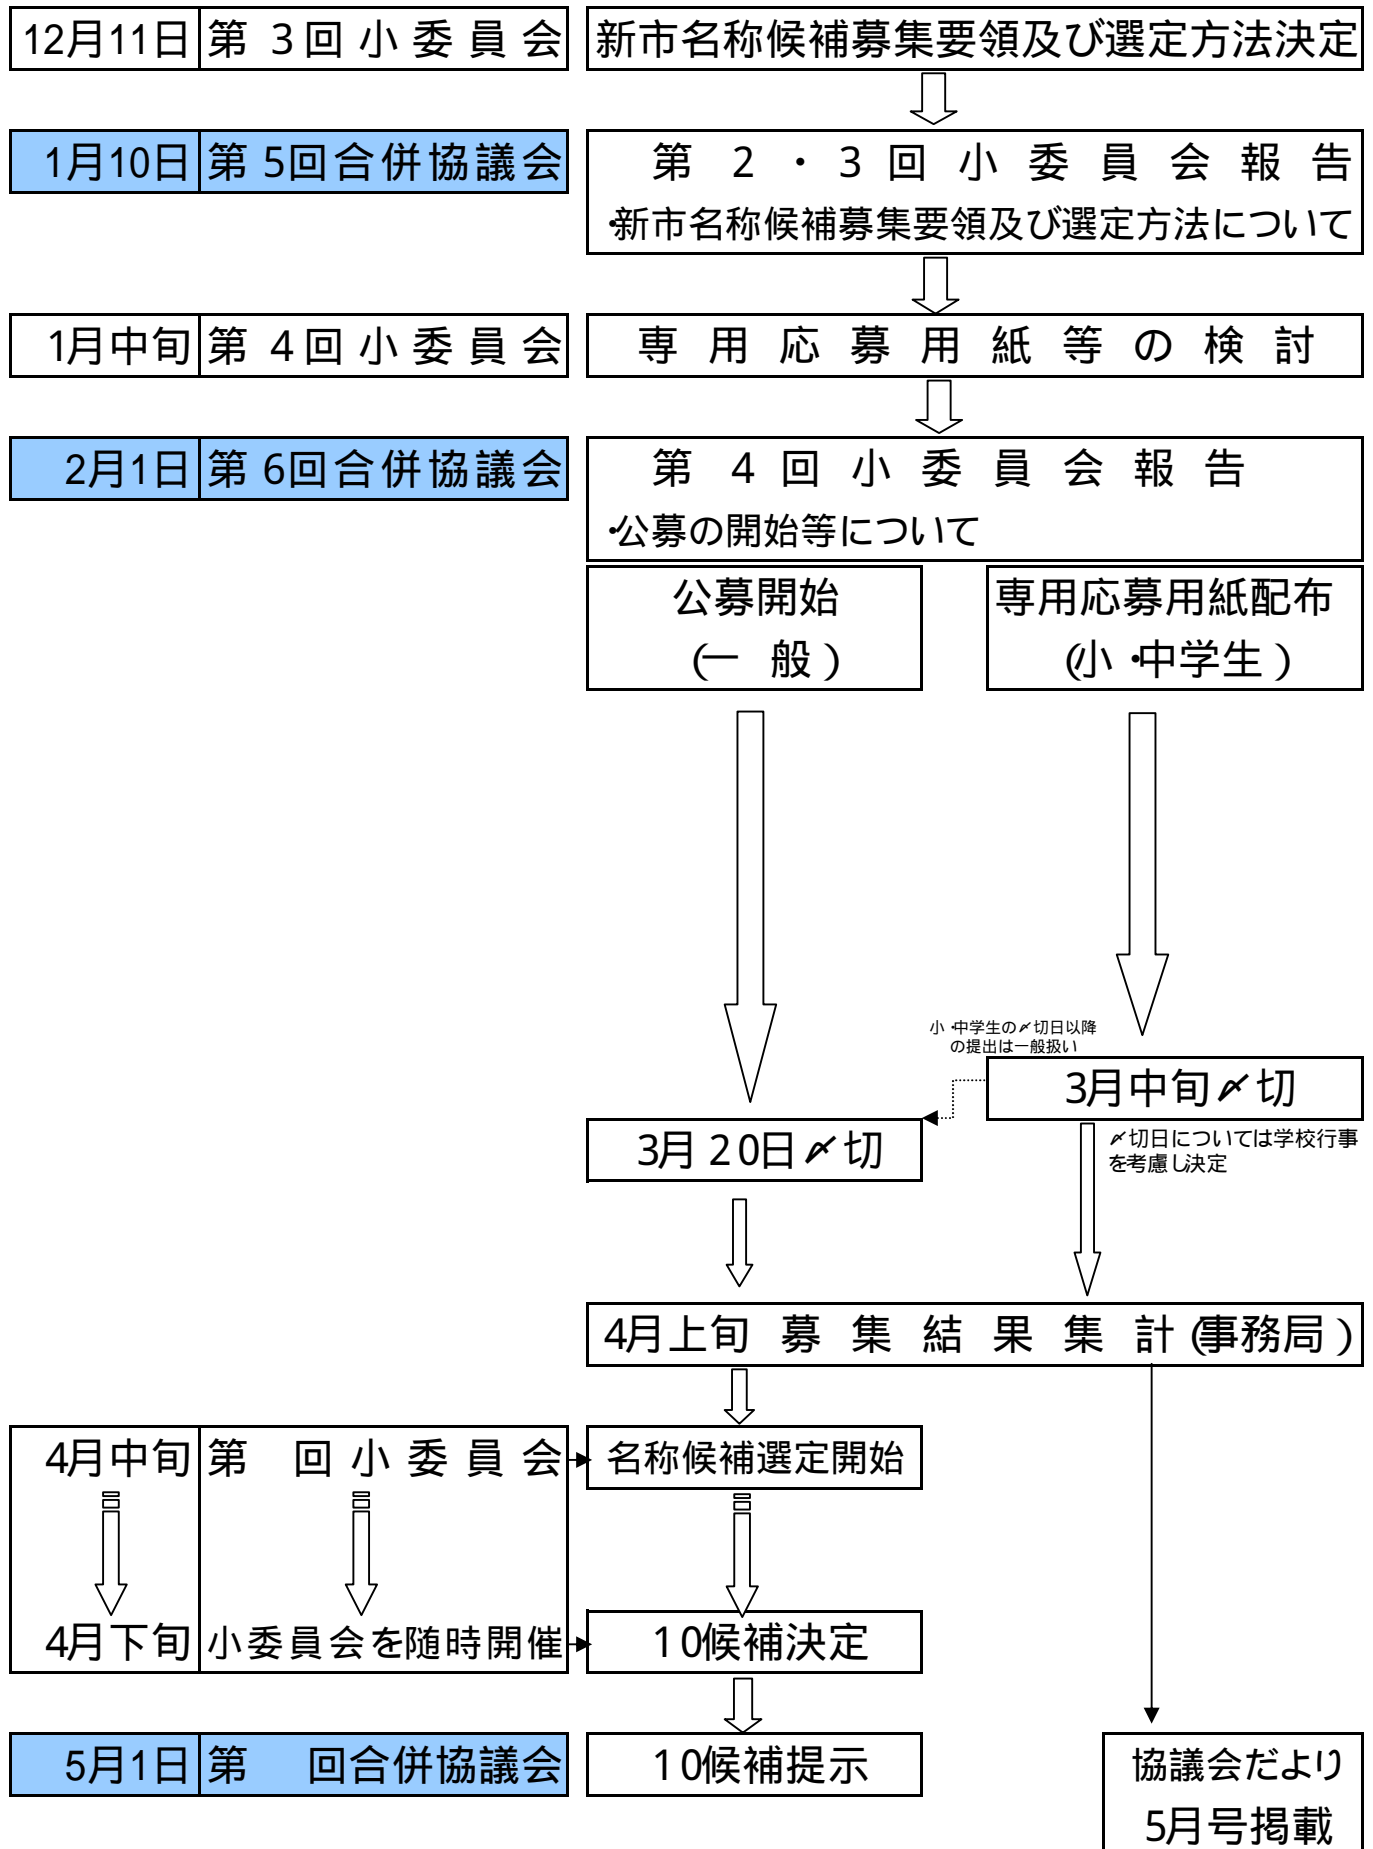 12月11日 第3回小委員会 新市名称候補募集要領及び選定方法決定
1月10日 第5回合併協議会 第2・3回小委員会報告
・新市名称候補募集要領及び選定方法について
1月中旬 第4回小委員会 専用応募用紙等の検討
2月1日 第6回合併協議会 第4回小委員会報告
・公募の開始等について
公募開始 専用応募用紙配布
(一 般) (小・中学生)
小・中学生の〆切日以降
の提出は一般扱い
3月中旬〆切
3月20日〆切
〆切日については学校行事
を考慮し決定
4月上旬 募集結果集計(事務局)
4月中旬 第 回小委員会 名称候補選定開始
4月下旬 小委員会を随時開催 10候補決定
5月1日 第 回合併協議会 10候補提示 協議会だより
5月号掲載